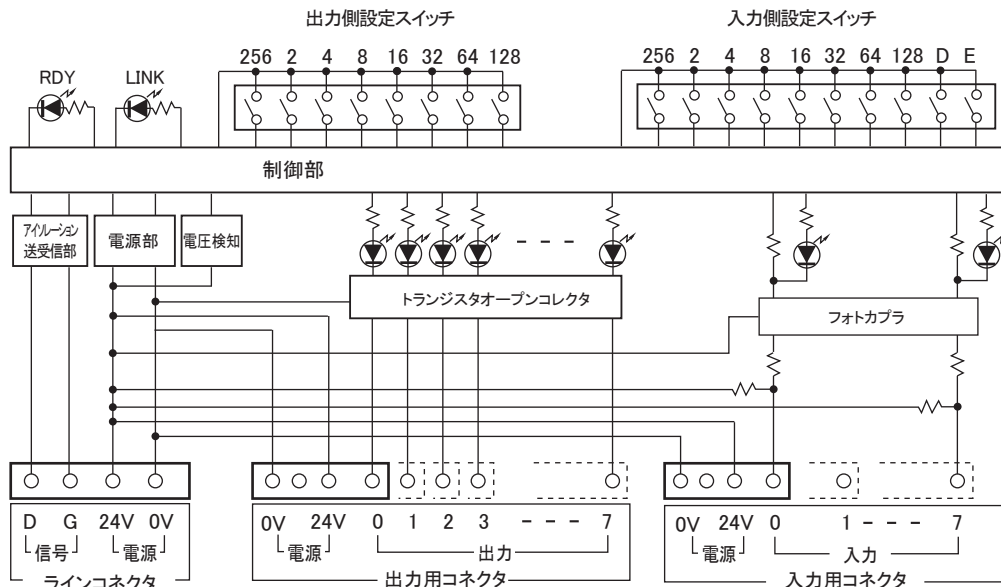 出力側設定スイッチ
入力側設定スイッチ
256 2 4 8 16 32 64 128
256 2 4 8 16 32 64 128 D E
RDY
LINK
制御部
アイソレーション
送受信部
電源部
電圧検知
トランジスタオープンコレクタ
フォトカプラ
D G 24V 0V
信号
電源
ラインコネクタ
0V 24V 0 1 2 3 --- 7
電源
出力
出力用コネクタ
0V 24V 0 1 --- 7
電源
入力
入力用コネクタ